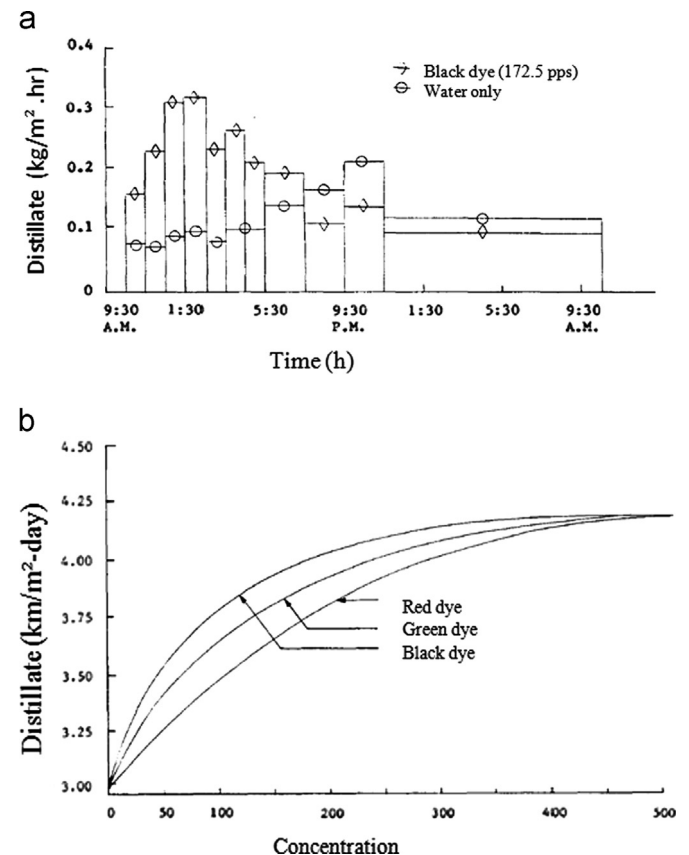 a
0.4
Black dye (172.5 pps)
Water only
0.3
0.2
0.1
0
Distillate (kg/m² .hr)
9:30 1:30 5:30 9:30 1:30 5:30 9:30
A.M. P.M. A.M.
Time (h)
b
4.50
4.25
4.00
3.75
3.50
3.25
3.00
Distillate (km/m²-day)
Red dye
Green dye
Black dye
0 50 100 200 300 400 500
Concentration